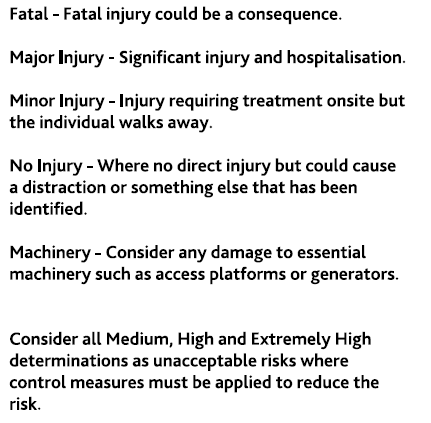 Fatal – Fatal injury could be a consequence.
Major Injury - Significant injury and hospitalisation.
Minor Injury – Injury requiring treatment onsite but
the individual walks away.
No Injury – Where no direct injury but could cause
a distraction or something else that has been
identified.
Machinery – Consider any damage to essential
machinery such as access platforms or generators.
Consider all Medium, High and Extremely High
determinations as unacceptable risks where
control measures must be applied to reduce the
risk.